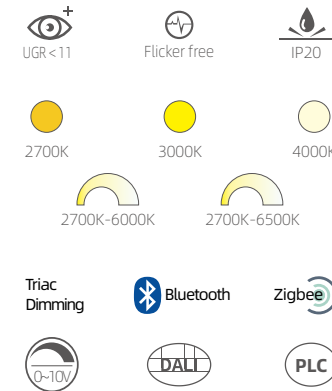 UGR<11
Flicker free
IP20
2700K
3000K
4000K
2700K-6000K
2700K-6500K
Triac
Dimming
Bluetooth
Zigbee
0~10V
DALI
PLC